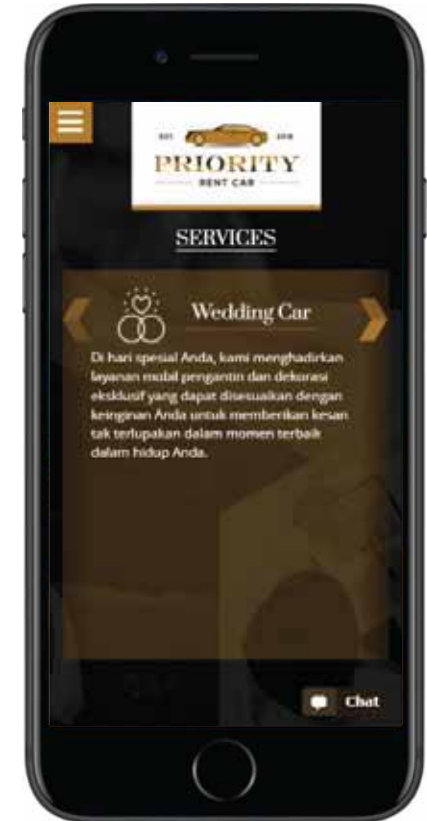 EST
PRIORITY
RENT CAR
SERVICES
Wedding Car
Di hari spesial Anda, kami menghadirkan
layanan mobil pengantin dan dekorasi
eksklusif yang dapat disesuaikan dengan
keinginan Anda untuk memberikan kesan
tak terlupakan dalam momen terbaik
dalam hidup Anda.
Chat